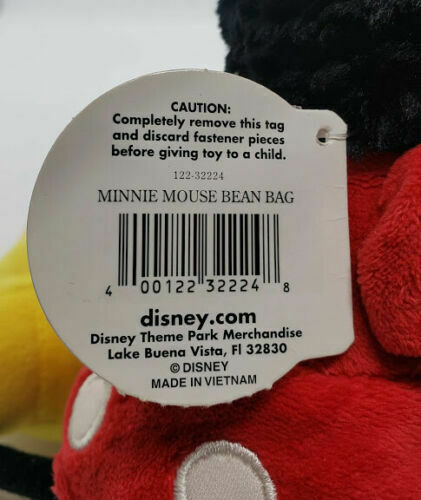 CAUTION:
Completely remove this tag
and discard fastener pieces
before giving toy to a child.
122-32224
MINNIE MOUSE BEAN BAG
4 00122 32224 8
disney.com
Disney Theme Park Merchandise
Lake Buena Vista, Fl 32830
© DISNEY
MADE IN VIETNAM